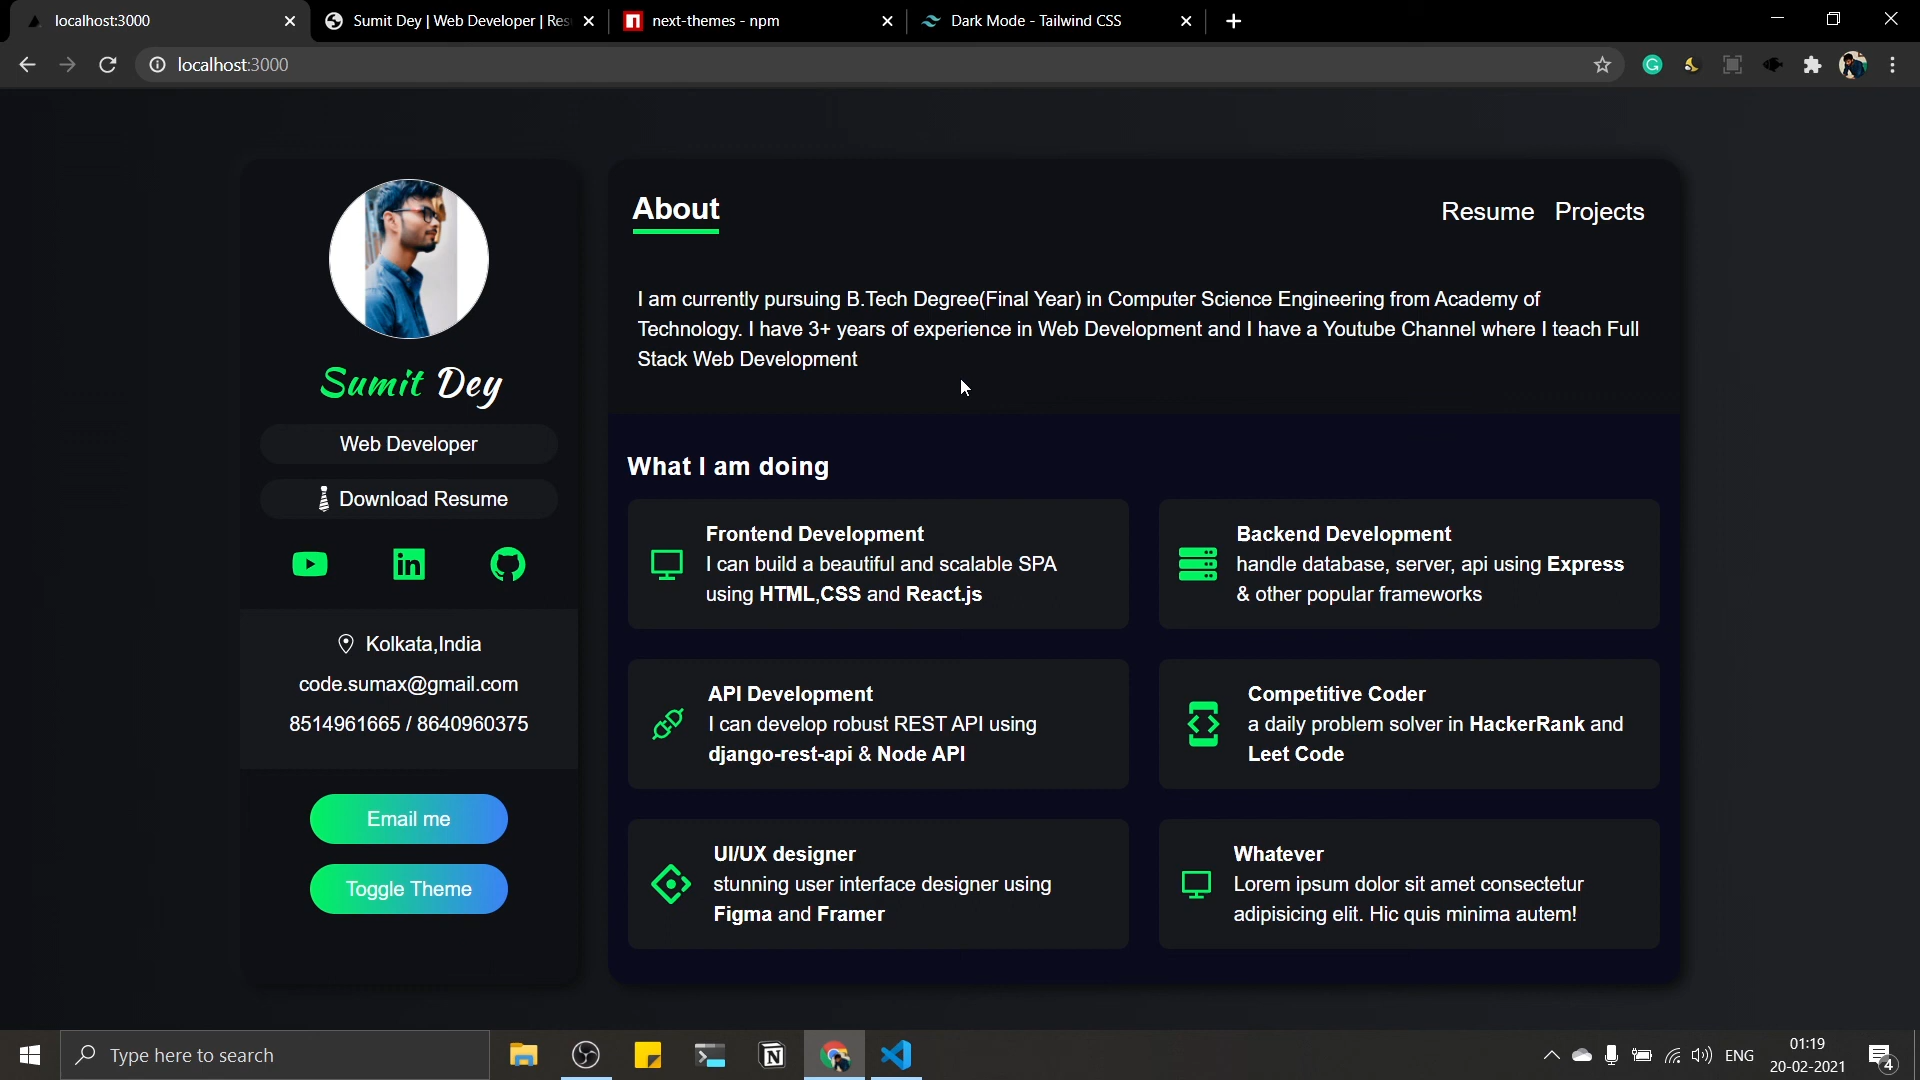 localhost:3000
Sumit Dey | Web Developer | Res
next-themes - npm
Dark Mode - Tailwind CSS
localhost:3000
About
Resume
Projects
I am currently pursuing B.Tech Degree(Final Year) in Computer Science Engineering from Academy of
Technology. I have 3+ years of experience in Web Development and I have a Youtube Channel where I teach Full
Stack Web Development
Sumit Dey
Web Developer
Download Resume
Kolkata,India
code.sumax@gmail.com
8514961665 / 8640960375
Email me
Toggle Theme
What I am doing
Frontend Development
I can build a beautiful and scalable SPA
using HTML,CSS and React.js
Backend Development
handle database, server, api using Express
& other popular frameworks
API Development
I can develop robust REST API using
django-rest-api & Node API
Competitive Coder
a daily problem solver in HackerRank and
Leet Code
UI/UX designer
stunning user interface designer using
Figma and Framer
Whatever
Lorem ipsum dolor sit amet consectetur
adipisicing elit. Hic quis minima autem!
Type here to search
ENG
01:19
20-02-2021
4